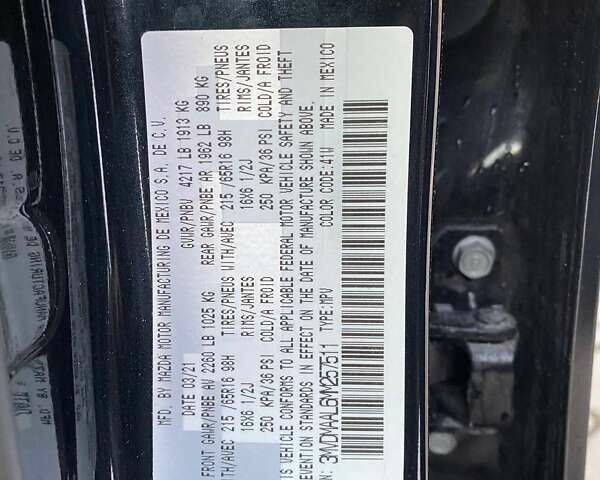 BY MAZDA MOTOR MANUFACTURING DE MEXICO S.A. DE C.V.
DATE 03/21 GVWR/PNBV 4217 LB 1913 KG
FRONT GAWR/PNBE AV 2260 LB 1025 KG REAR GAWR/PNBE AR 1962 LB 890 KG
TH/AVEC 215 /65R16 98H TIRES/PNEUS WITH/AVEC 215 /65R16 98H TIRES/PNEUS
16X6 1/2J RIMS/JANTES 16X6 1/2J RIMS/JANTES
250 KPA/36 PSI COLD/A FROID 250 KPA/36 PSI COLD/A FROID
IS VEHICLE CONFORMS TO ALL APPLICABLE FEDERAL MOTOR VEHICLE SAFETY AND THEFT
EVENTION STANDARDS IN EFFECT ON THE DATE OF MANUFACTURE SHOWN ABOVE.
3MVDMAAL5MM257511 TYPE:MPV COLOR CODE:41W MADE IN MEXICO